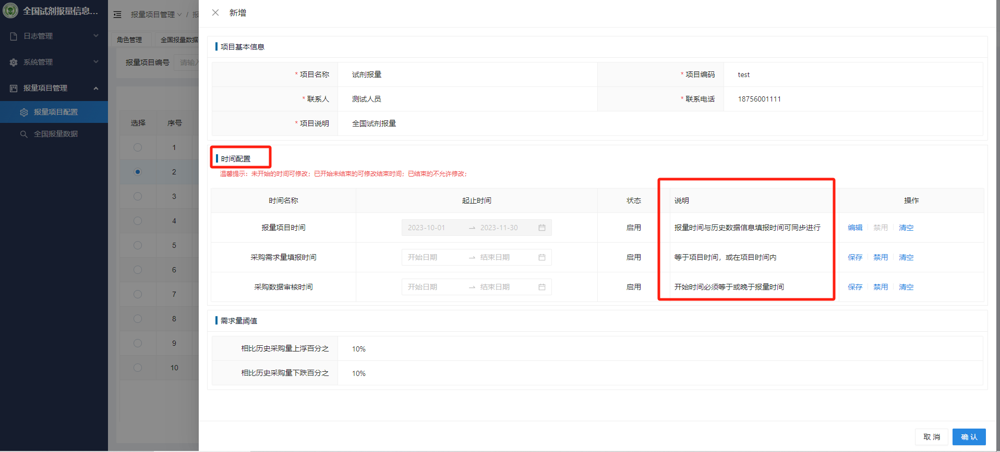 全国试剂报量信息...
日志管理
系统管理
报量项目管理
报量项目配置
全国报量数据
报量项目管理 / 报
角色管理 全国报量数据
报量项目编号 请输入
选择 序号
1
2
3
4
5
6
7
8
9
10
新增
项目基本信息
* 项目名称 试剂报量 * 项目编码 test
* 联系人 测试人员 * 联系电话 18756001111
* 项目说明 全国试剂报量
时间配置
温馨提示：未开始的时间可修改；已开始未结束的可修改结束时间；已结束的不允许修改；
时间名称 起止时间 状态 说明 操作
报量项目时间 2023-10-01 → 2023-11-30 启用 报量时间与历史数据信息填报时间可同步进行 编辑 禁用 清空
采购需求量填报时间 开始日期 → 结束日期 启用 等于项目时间，或在项目时间内 保存 禁用 清空
采购数据审核时间 开始日期 → 结束日期 启用 开始时间必须等于或晚于报量时间 保存 禁用 清空
需求量阈值
相比历史采购量上浮百分之 10%
相比历史采购量下跌百分之 10%
取 消 确 认